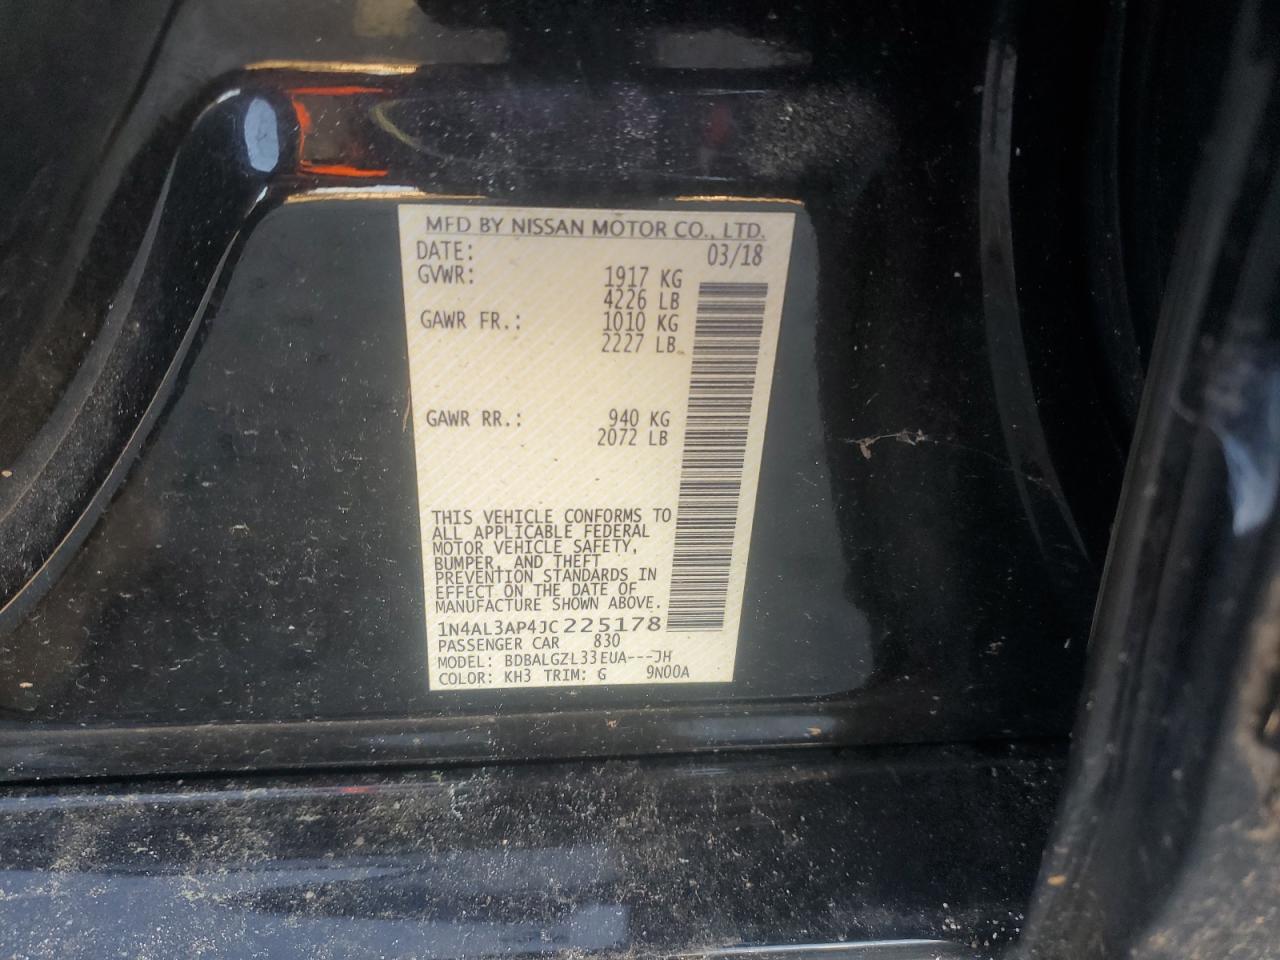 MFD BY NISSAN MOTOR CO., LTD.
DATE: 03/18
GVWR: 1917 KG
4226 LB
GAWR FR.: 1010 KG
2227 LB
GAWR RR.: 940 KG
2072 LB
THIS VEHICLE CONFORMS TO
ALL APPLICABLE FEDERAL
MOTOR VEHICLE SAFETY,
BUMPER, AND THEFT
PREVENTION STANDARDS IN
EFFECT ON THE DATE OF
MANUFACTURE SHOWN ABOVE.
1N4AL3AP4JC225178
PASSENGER CAR 830
MODEL: BDBALGZL33EUA---JH
COLOR: KH3 TRIM: G 9N00A